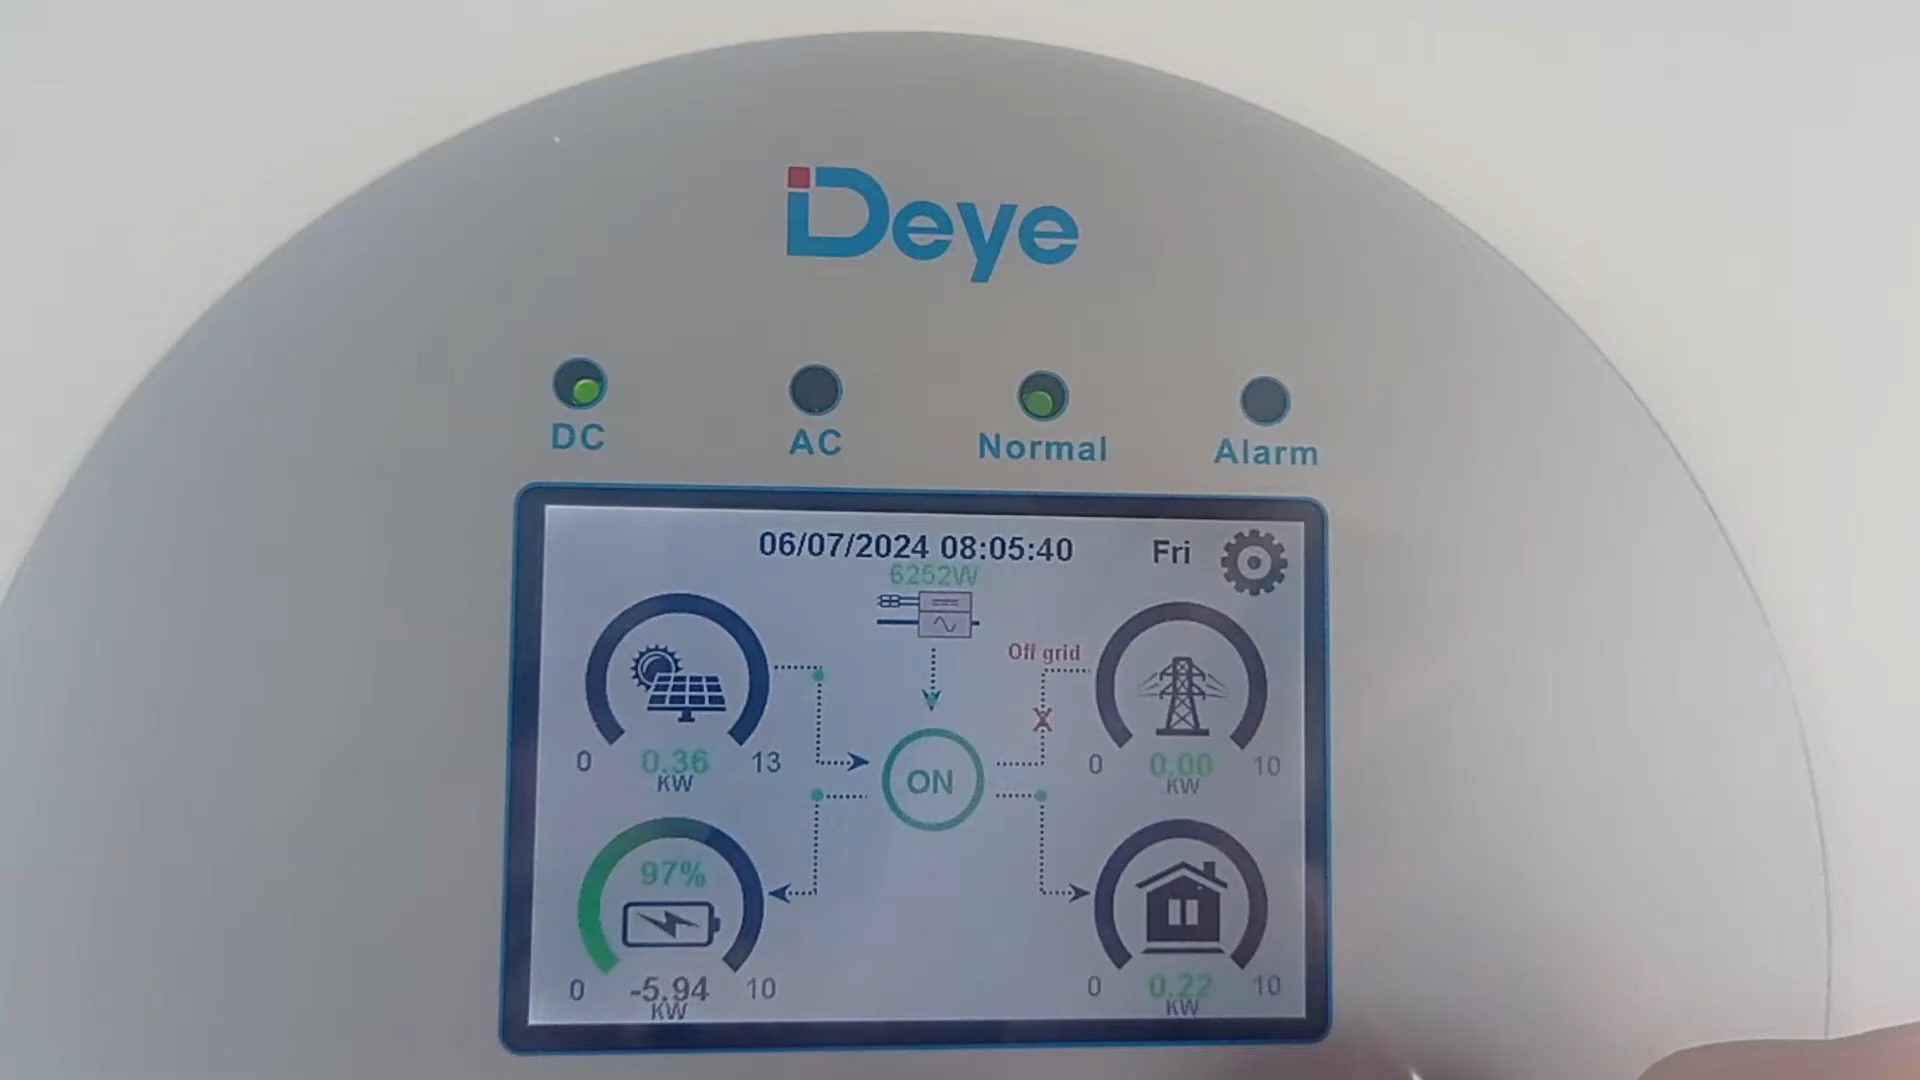 Deye
DC AC Normal Alarm
06/07/2024 08:05:40 Fri
6252W
Off grid
0 0.36 13
KW
0 0.00 10
KW
ON
97%
0 -5.94 10
KW
0 0.22 10
KW